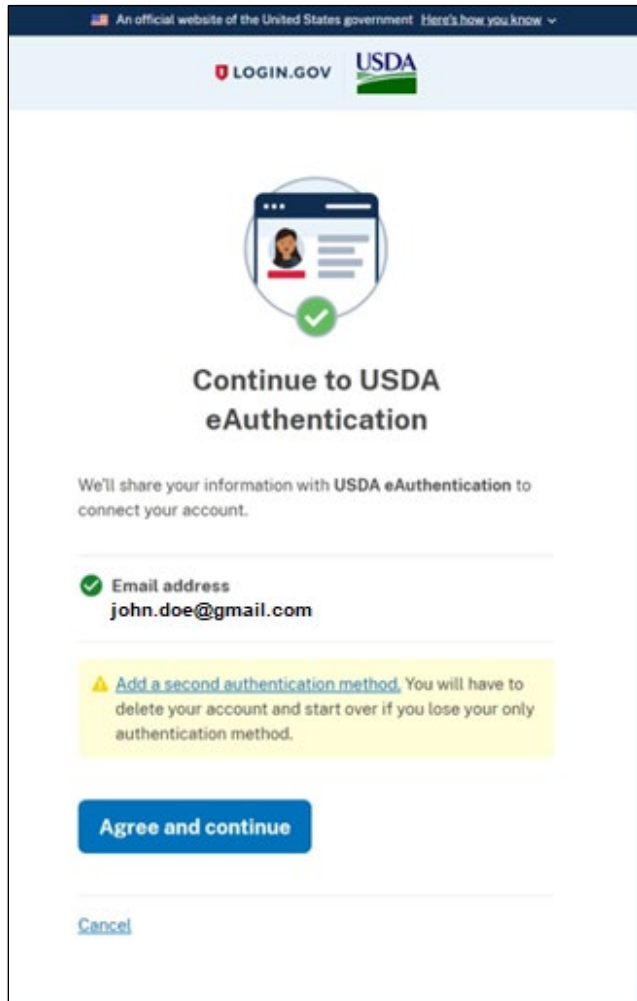 An official website of the United States government Here's how you know
LOGIN.GOV USDA
Continue to USDA
eAuthentication
We'll share your information with USDA eAuthentication to
connect your account.
Email address
john.doe@gmail.com
Add a second authentication method. You will have to
delete your account and start over if you lose your only
authentication method.
Agree and continue
Cancel